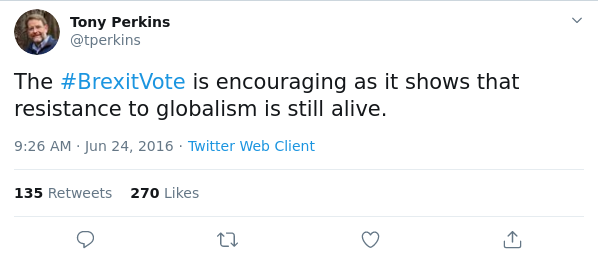 Tony Perkins
@tperkins
The #BrexitVote is encouraging as it shows that
resistance to globalism is still alive.
9:26 AM · Jun 24, 2016 · Twitter Web Client
135 Retweets 270 Likes